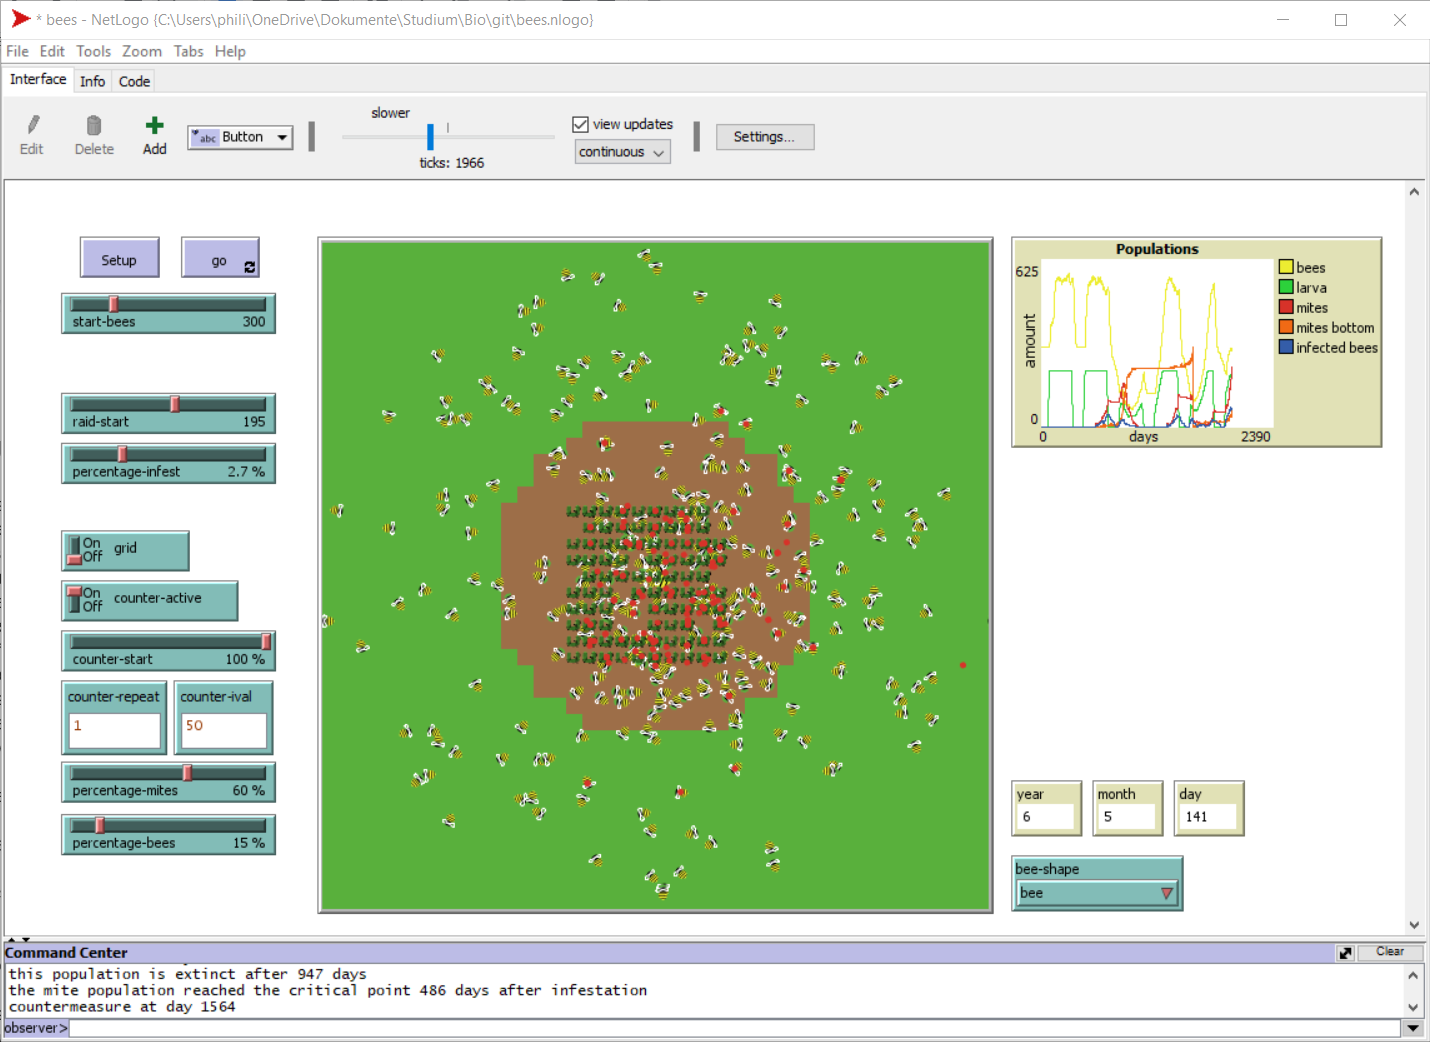 * bees - NetLogo {C:\Users\phili\OneDrive\Dokumente\Studium\Bio\git\bees.nlogo}
File Edit Tools Zoom Tabs Help
Interface Info Code
Edit Delete Add
abc Button
slower
ticks: 1966
view updates
continuous
Settings...
Setup go
start-bees 300
raid-start 195
percentage-infest 2.7 %
On
Off
grid
On
Off
counter-active
counter-start 100 %
counter-repeat
1
counter-ival
50
percentage-mites 60 %
percentage-bees 15 %
Populations
625
amount
0
0 days 2390
bees
larva
mites
mites bottom
infected bees
year
6
month
5
day
141
bee-shape
bee
Command Center Clear
this population is extinct after 947 days
the mite population reached the critical point 486 days after infestation
countermeasure at day 1564
observer>